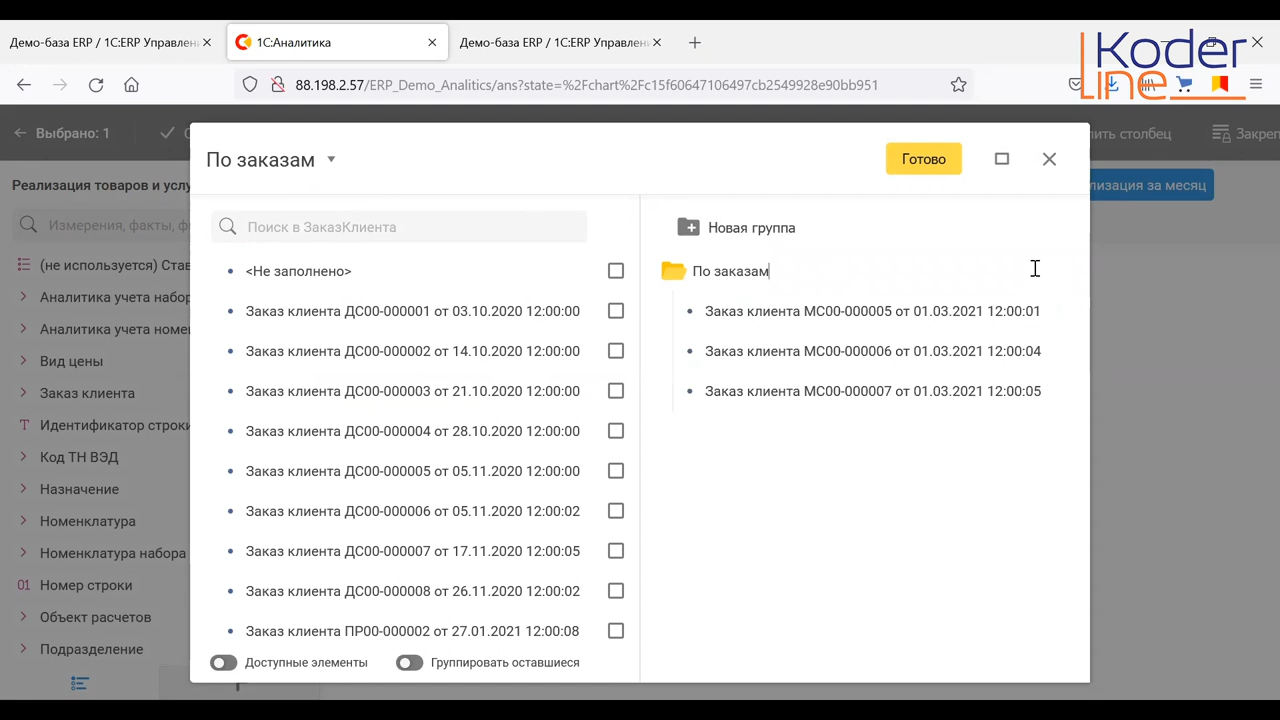 Демо-база ERP / 1С:ERP Управлен
1С:Аналитика
Демо-база ERP / 1С:ERP Управлени
Koder
line
88.198.2.57/ERP_Demo_Analitics/ans?state=%2Fchart%2Fc15f60647106497cb2549928e90bb951
Выбрано: 1
ить столбец
Закреп
Реализация товаров и услу
лизация за месяц
Измерения, факты, ф
(не используется) Став
Аналитика учета набор
Аналитика учета номе
Вид цены
Заказ клиента
Идентификатор строки
Код ТН ВЭД
Назначение
Номенклатура
Номенклатура набора
01 Номер строки
Объект расчетов
Подразделение
По заказам
Готово
Поиск в ЗаказКлиента
<Не заполнено>
Заказ клиента ДС00-000001 от 03.10.2020 12:00:00
Заказ клиента ДС00-000002 от 14.10.2020 12:00:00
Заказ клиента ДС00-000003 от 21.10.2020 12:00:00
Заказ клиента ДС00-000004 от 28.10.2020 12:00:00
Заказ клиента ДС00-000005 от 05.11.2020 12:00:00
Заказ клиента ДС00-000006 от 05.11.2020 12:00:02
Заказ клиента ДС00-000007 от 17.11.2020 12:00:05
Заказ клиента ДС00-000008 от 26.11.2020 12:00:02
Заказ клиента ПР00-000002 от 27.01.2021 12:00:08
Доступные элементы
Группировать оставшиеся
Новая группа
По заказам
Заказ клиента МС00-000005 от 01.03.2021 12:00:01
Заказ клиента МС00-000006 от 01.03.2021 12:00:04
Заказ клиента МС00-000007 от 01.03.2021 12:00:05